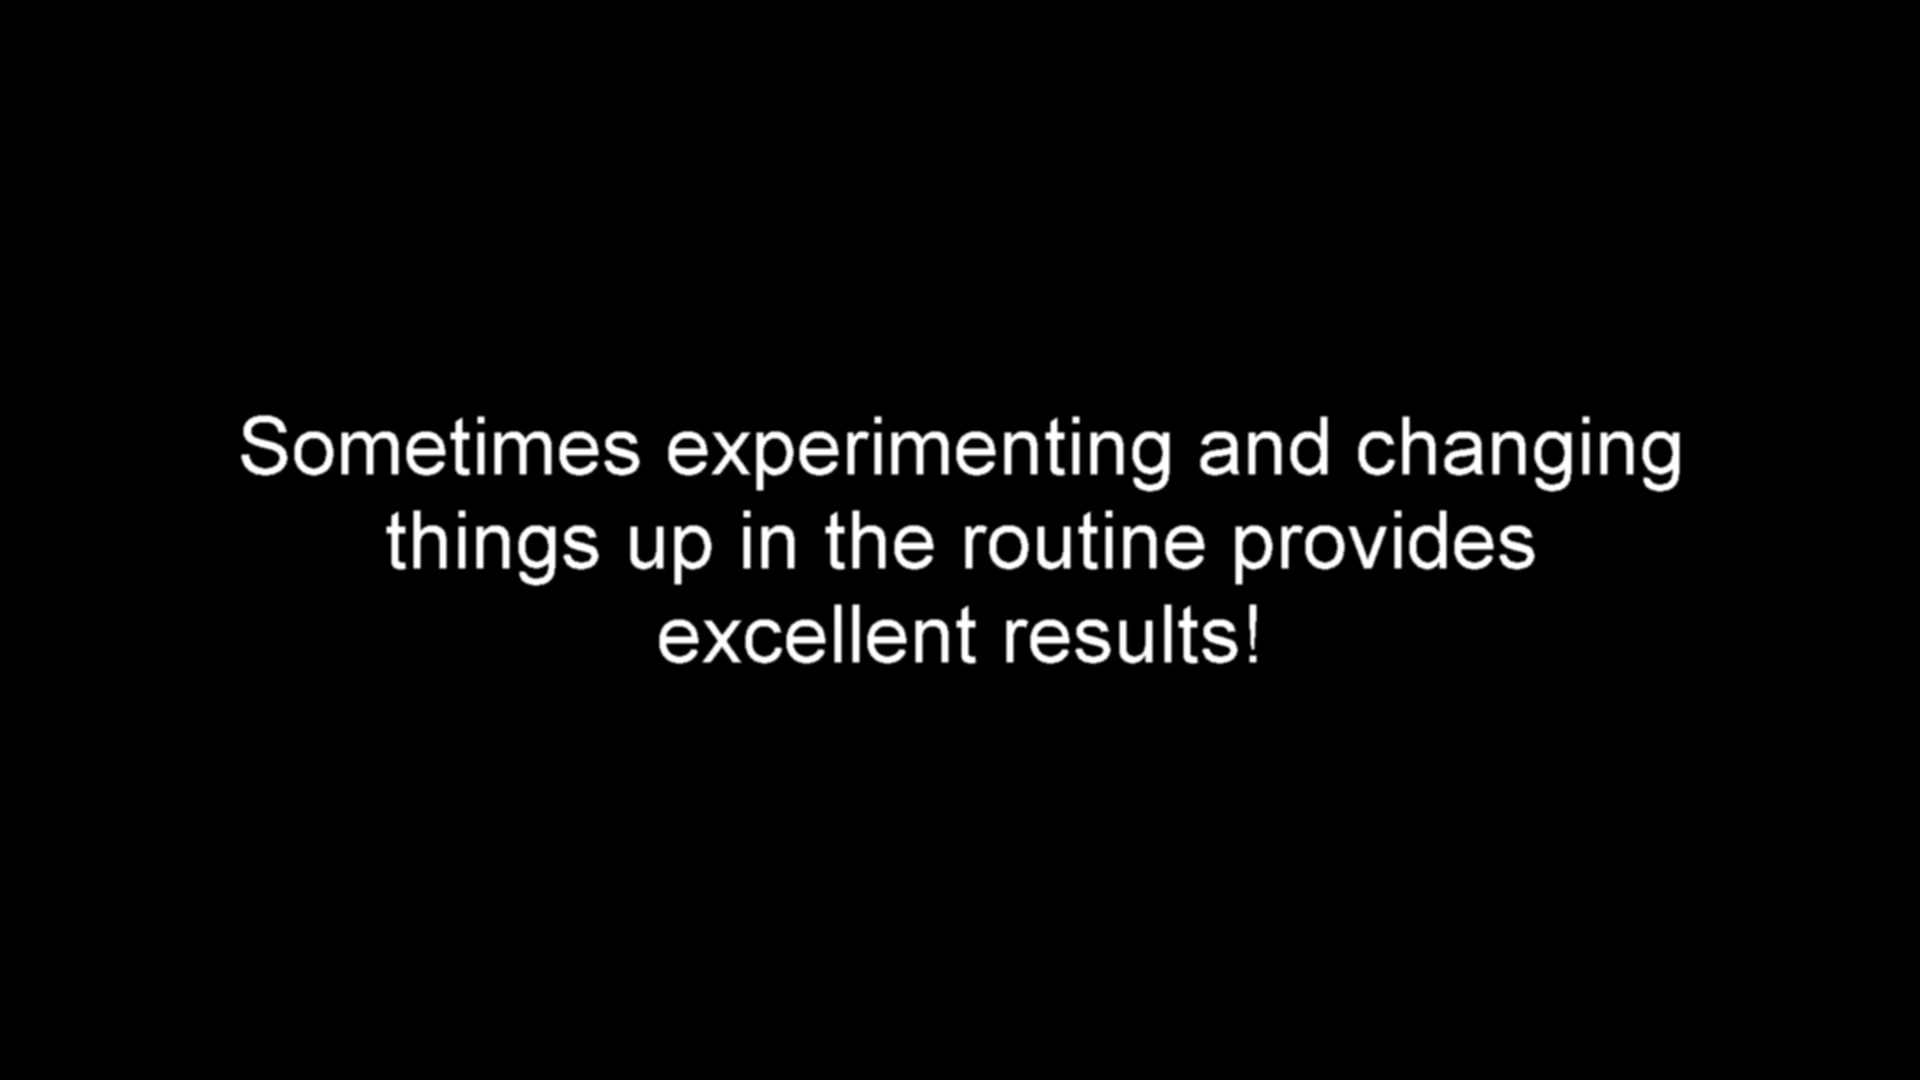 Sometimes experimenting and changing
things up in the routine provides
excellent results!